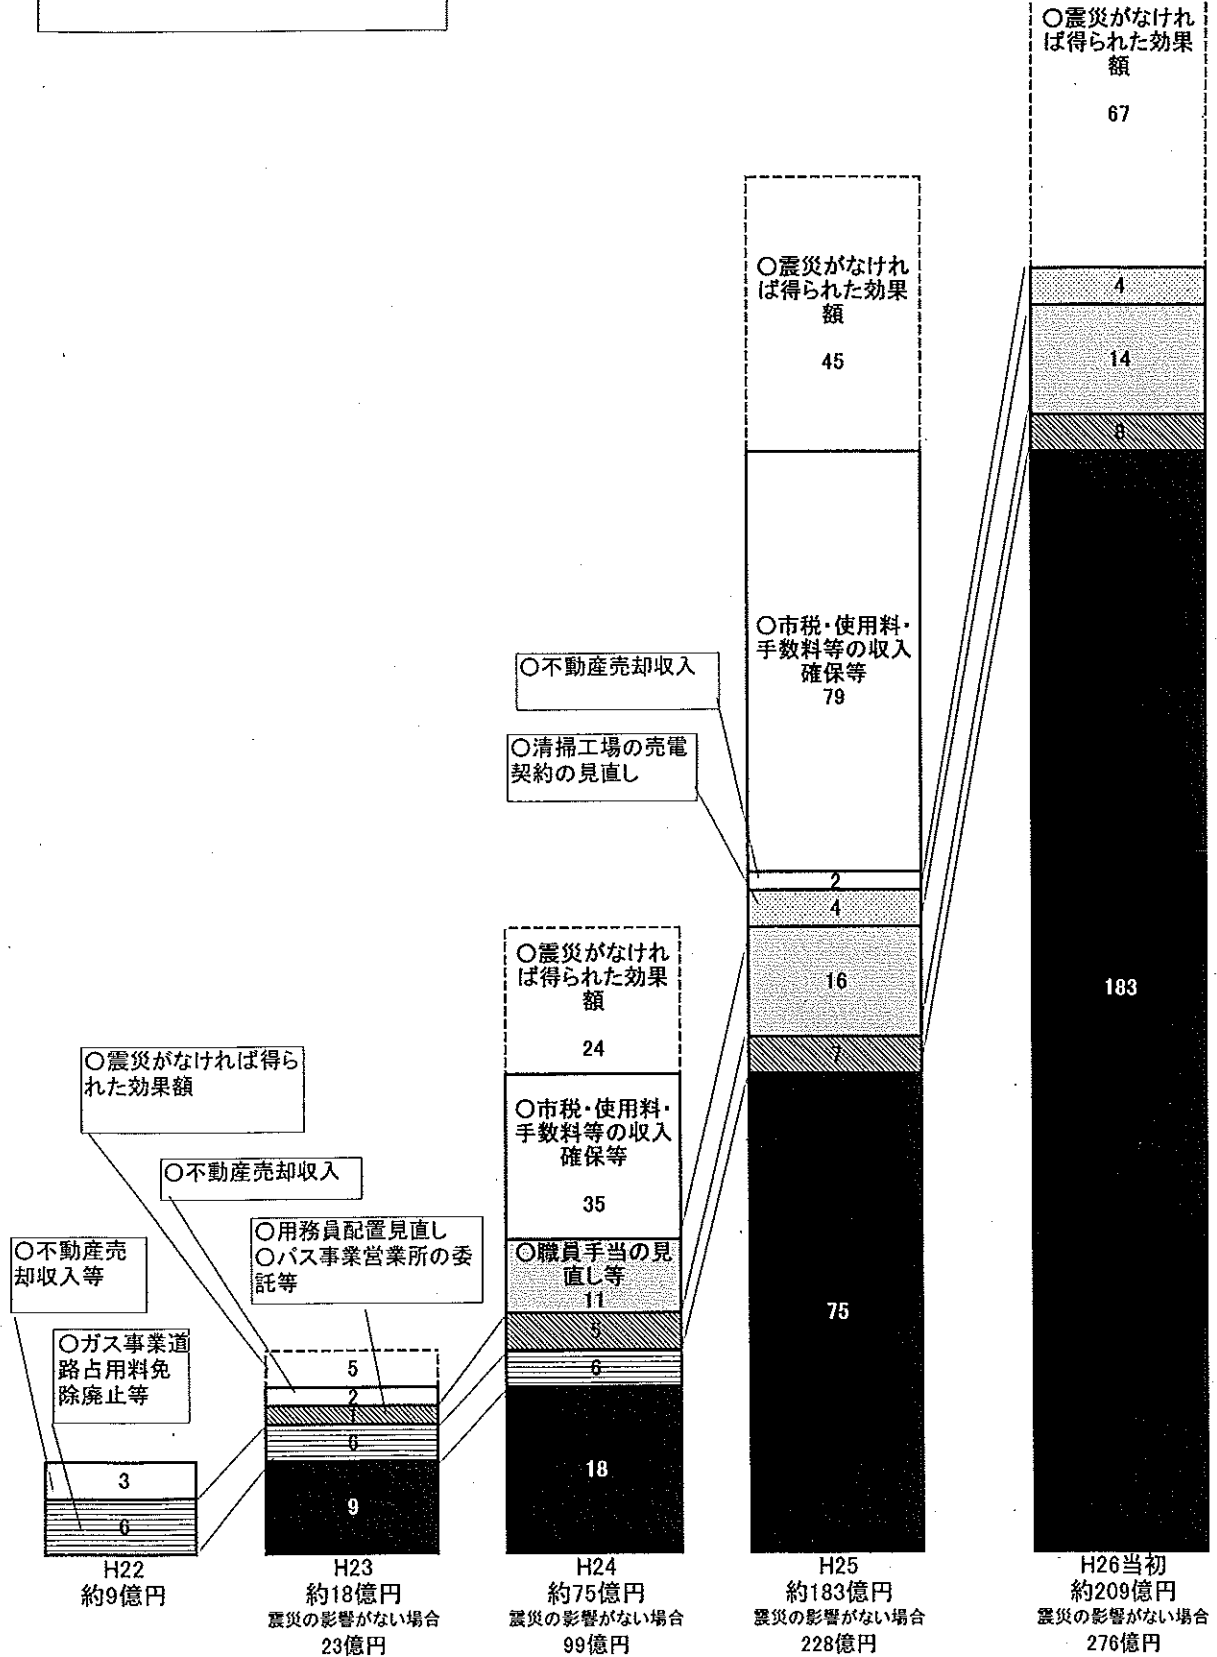 ○震災がなけれ
ば得られた効果
額
67
4
14
183
○震災がなけれ
ば得られた効果
額
45
○市税・使用料・
手数料等の収入
確保等
79
○不動産売却収入
○清掃工場の売電
契約の見直し
2
4
16
7
75
○震災がなけれ
ば得られた効果
額
24
○市税・使用料・
手数料等の収入
確保等
35
○職員手当の見
直し等
11
5
6
18
○震災がなければ得ら
れた効果額
○不動産売却収入
○用務員配置見直し
○バス事業営業所の委
託等
5
2
1
6
9
○不動産売
却収入等
○ガス事業道
路占用料免
除廃止等
3
6
H22
約9億円
H23
約18億円
震災の影響がない場合
23億円
H24
約75億円
震災の影響がない場合
99億円
H25
約183億円
震災の影響がない場合
228億円
H26当初
約209億円
震災の影響がない場合
276億円